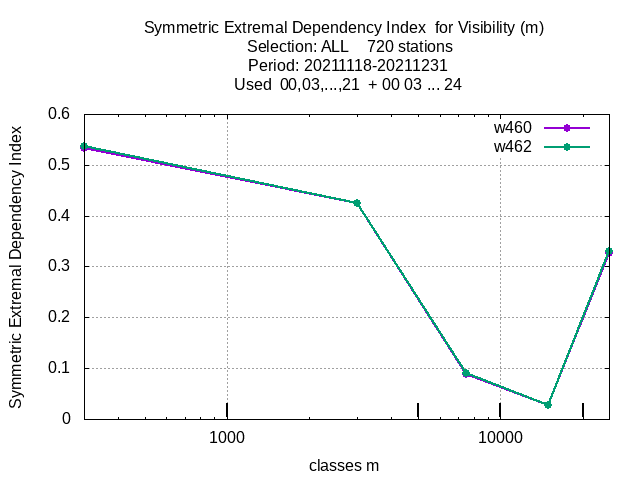 Symmetric Extremal Dependency Index  for Visibility (m)
Selection: ALL    720 stations
Period: 20211118-20211231
Used  00,03,...,21  + 00 03 ... 24
w460
w462
Symmetric Extremal Dependency Index
0.6
0.5
0.4
0.3
0.2
0.1
0
1000 10000
classes m